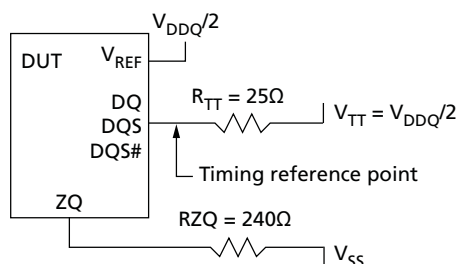 V_DDQ/2
DUT
V_REF
DQ
DQS
DQS#
R_TT = 25Ω
V_TT = V_DDQ/2
Timing reference point
ZQ
RZQ = 240Ω
V_SS